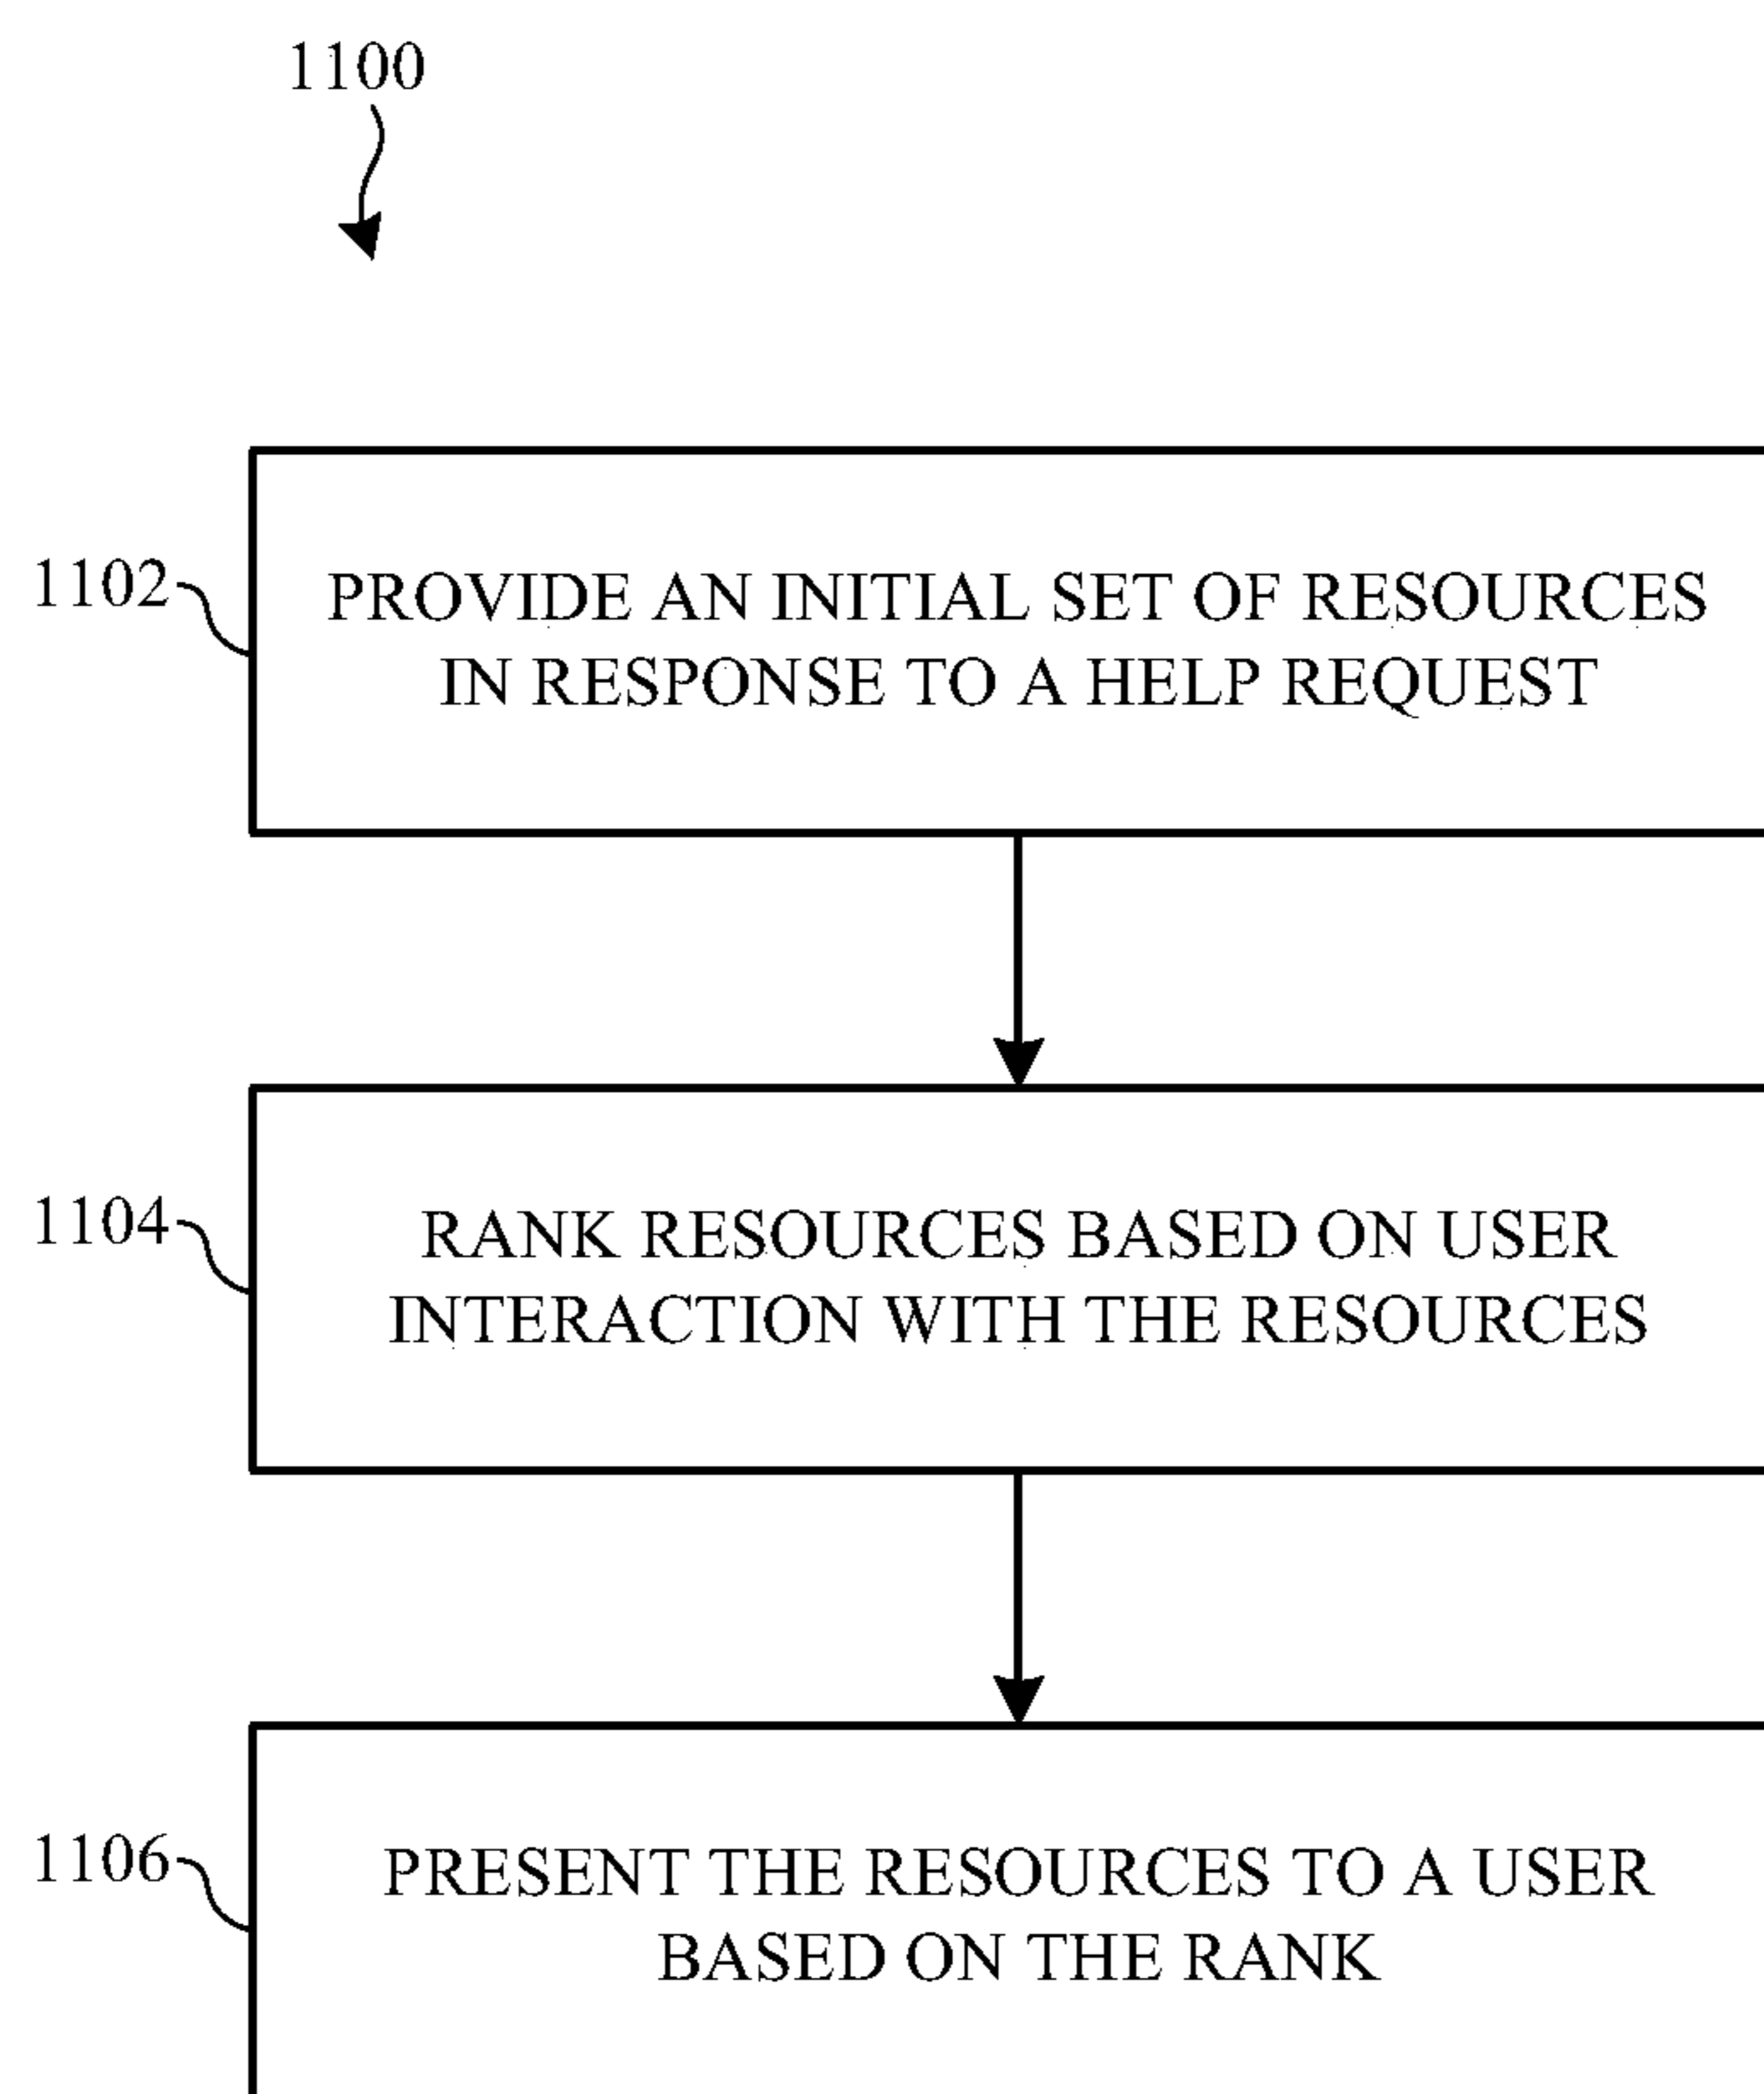 1100
1102
PROVIDE AN INITIAL SET OF RESOURCES
IN RESPONSE TO A HELP REQUEST
1104
RANK RESOURCES BASED ON USER
INTERACTION WITH THE RESOURCES
1106
PRESENT THE RESOURCES TO A USER
BASED ON THE RANK